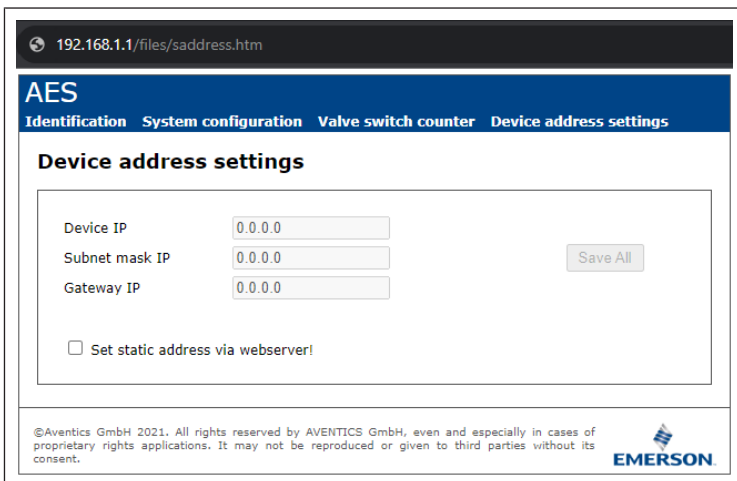 192.168.1.1/files/saddress.htm
AES
Identification System configuration Valve switch counter Device address settings
Device address settings
Device IP 0.0.0.0
Subnet mask IP 0.0.0.0 Save All
Gateway IP 0.0.0.0
Set static address via webserver!
©Aventics GmbH 2021. All rights reserved by AVENTICS GmbH, even and especially in cases of
proprietary rights applications. It may not be reproduced or given to third parties without its
consent.
EMERSON.